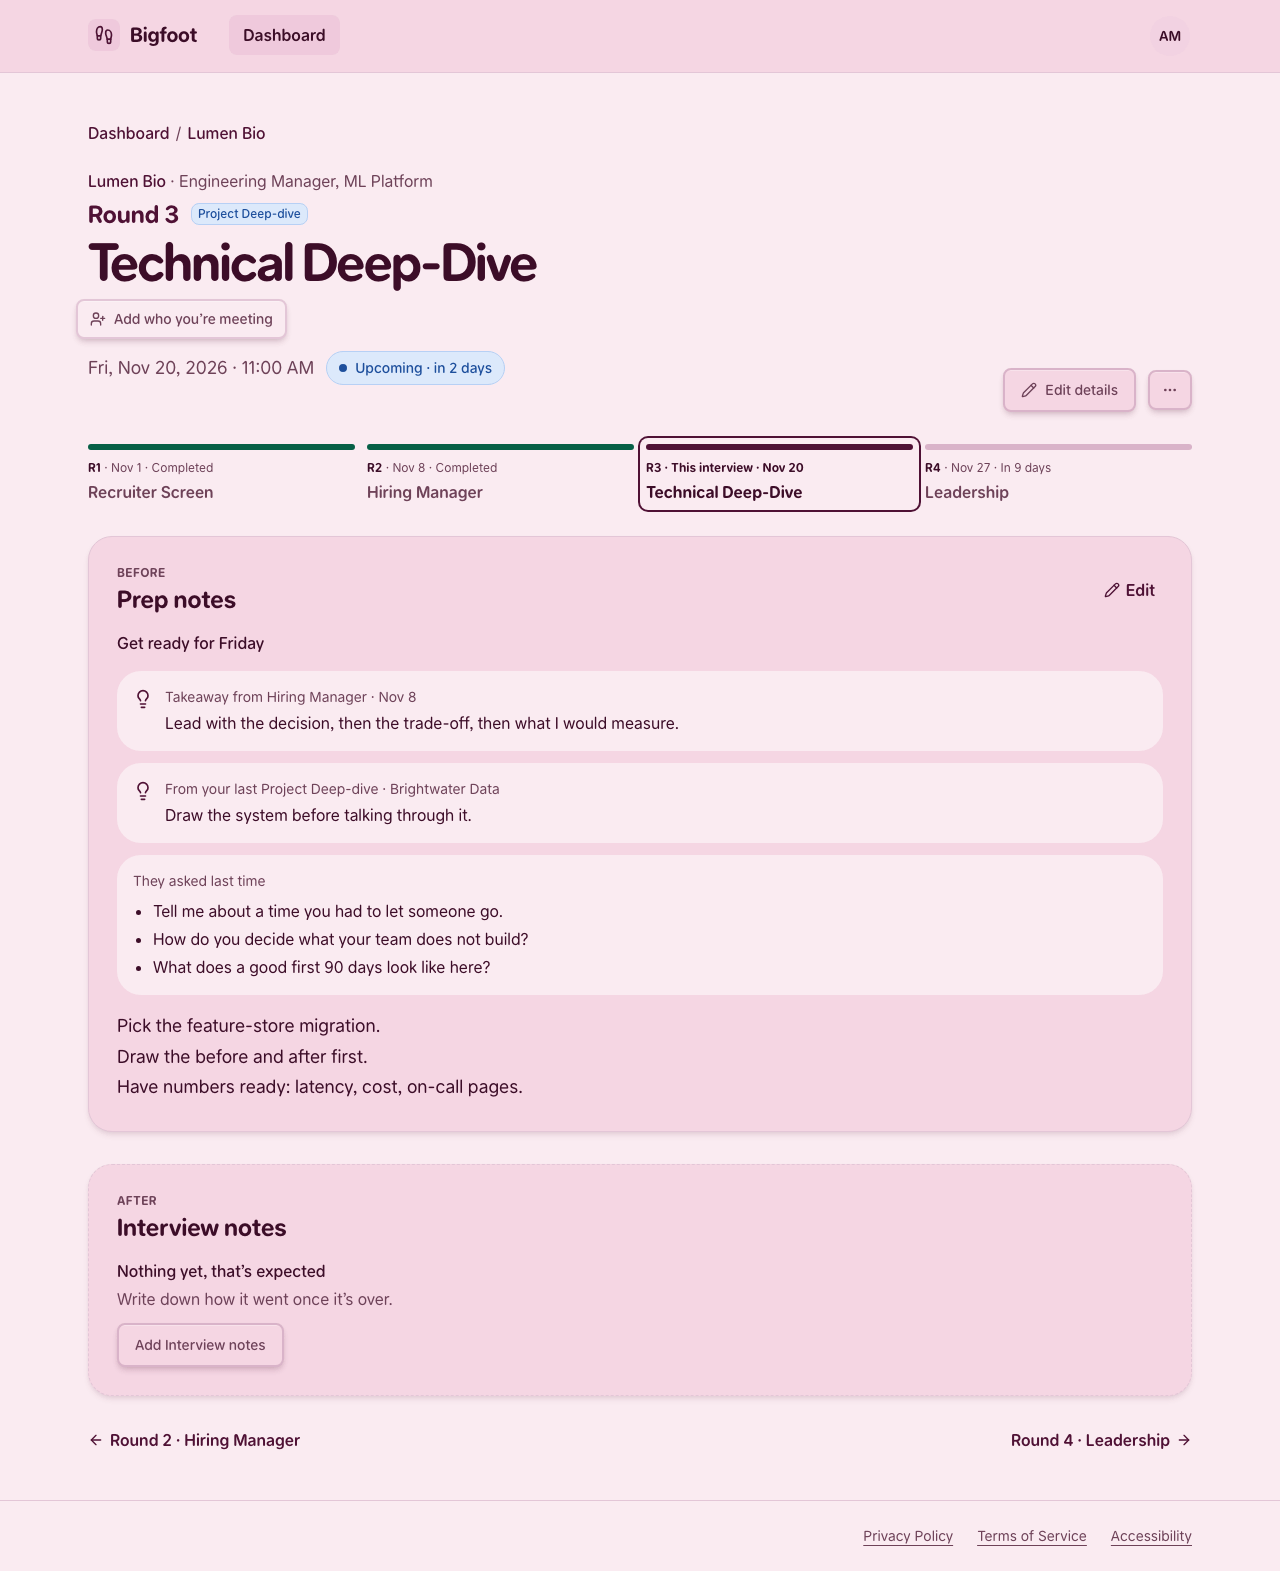 Bigfoot
Dashboard
AM
Dashboard / Lumen Bio
Lumen Bio · Engineering Manager, ML Platform
Round 3 Project Deep-dive
Technical Deep-Dive
Add who you’re meeting
Fri, Nov 20, 2026 · 11:00 AM Upcoming · in 2 days
Edit details
R1 · Nov 1 · Completed
Recruiter Screen
R2 · Nov 8 · Completed
Hiring Manager
R3 · This interview · Nov 20
Technical Deep-Dive
R4 · Nov 27 · In 9 days
Leadership
BEFORE
Prep notes
Edit
Get ready for Friday
Takeaway from Hiring Manager · Nov 8
Lead with the decision, then the trade-off, then what I would measure.
From your last Project Deep-dive · Brightwater Data
Draw the system before talking through it.
They asked last time
• Tell me about a time you had to let someone go.
• How do you decide what your team does not build?
• What does a good first 90 days look like here?
Pick the feature-store migration.
Draw the before and after first.
Have numbers ready: latency, cost, on-call pages.
AFTER
Interview notes
Nothing yet, that’s expected
Write down how it went once it’s over.
Add Interview notes
← Round 2 · Hiring Manager
Round 4 · Leadership →
Privacy Policy
Terms of Service
Accessibility